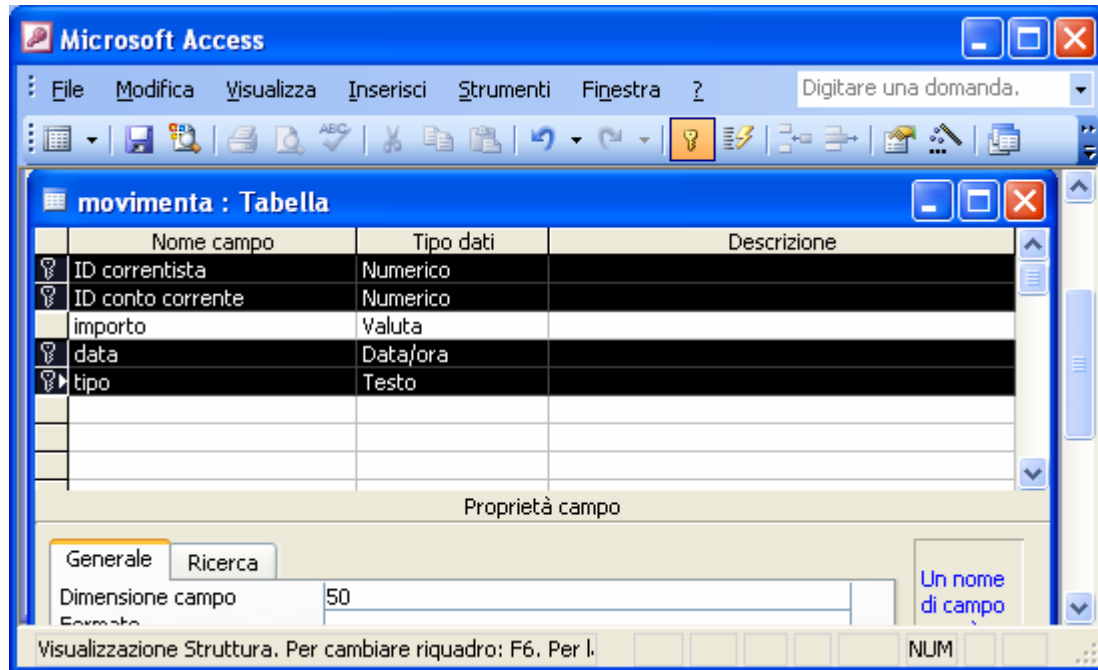 Microsoft Access
File Modifica Visualizza Inserisci Strumenti Finestra ? Digitare una domanda.
ABC
movimenta : Tabella
Nome campo Tipo dati Descrizione
ID correntista Numerico
ID conto corrente Numerico
importo Valuta
data Data/ora
tipo Testo
Proprietà campo
Generale Ricerca
Un nome
Dimensione campo 50
di campo
Formato
Visualizzazione Struttura. Per cambiare riquadro: F6. Per NUM